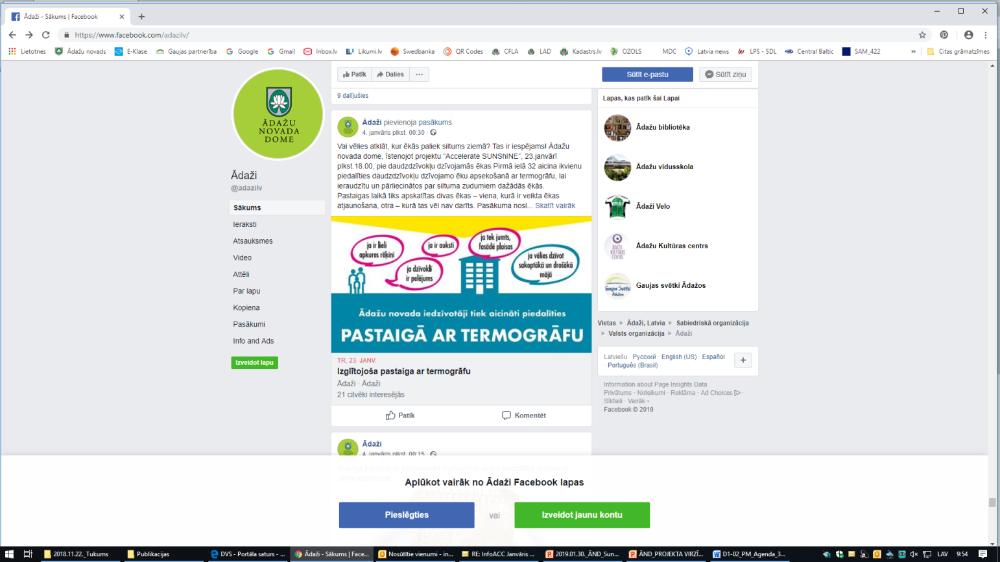 Ādaži - Sākums | Facebook
https://www.facebook.com/adazilv/
Lietotnes
Ādažu novads
E-Klase
Gaujas partnerība
Google
Gmail
Inbox.lv
Likumi.lv
Swedbanka
QR Codes
CFLA
LAD
Kadastrs.lv
OZOLS
MDC
Latvia news
LPS - SDL
Central Baltic
SAM_422
»
Citas grāmatzīmes
ĀDAŽU
NOVADA
DOME
Ādaži
@adazilv
Sākums
Ieraksti
Atsauksmes
Video
Attēli
Par lapu
Kopiena
Pasākumi
Info and Ads
Izveidot lapu
Patīk
Dalies
Sūtīt e-pastu
Sūtīt ziņu
9 dalījušies
Ādaži pievienoja pasākums.
4. janvāris plkst. 00:30 ·
Vai vēlies atklāt, kur ēkās paliek siltums ziemā? Tas ir iespējams! Ādažu
novada dome, īstenojot projektu “Accelerate SUNShINE”, 23.janvārī
plkst.18.00, pie daudzdzīvokļu dzīvojamās ēkas Pirmā ielā 32 aicina ikvienu
piedalīties daudzdzīvokļu dzīvojamo ēku apsekošanā ar termogrāfu, lai
ieraudzītu un pārliecinātos par siltuma zudumiem dažādās ēkās.
Pastaigas laikā tiks apskatītas divas ēkas – viena, kurā ir veikta ēkas
atjaunošana, otra – kurā tas vēl nav darīts. Pasākuma nosl... Skatīt vairāk
ja ir lieli
apkures rēķini
ja ir auksti
ja tek jumts,
fasādē plaisas
ja dzīvoklī
ir pelējums
ja vēlies dzīvot
sakoptākā un drošākā
mājā
Ādažu novada iedzīvotāji tiek aicināti piedalīties
PASTAIGĀ AR TERMOGRĀFU
TR, 23. JANV.
Izglītojoša pastaiga ar termogrāfu
Ādaži · Ādaži
21 cilvēki interesējās
Patīk
Komentēt
Ādaži
4. janvāris plkst. 00:15 ·
Lapas, kas patīk šai Lapai
Ādažu bibliotēka
Ādažu vidusskola
Ādaži Velo
ĀDAŽU
KULTŪRAS
CENTRS
Ādažu Kultūras centrs
Gaujas Svētki
Ādažos
Gaujas svētki Ādažos
Vietas
Ādaži, Latvia
Sabiedriskā organizācija
Valsts organizācija
Ādaži
Latviešu · Русский · English (US) · Español
· Português (Brasil)
Information about Page Insights Data
Privātums · Noteikumi · Reklāma · Ad Choices ·
Sīkfaili · Vairāk
Facebook © 2019
Aplūkot vairāk no Ādaži Facebook lapas
Pieslēgties
vai
Izveidot jaunu kontu
2018.11.22._Tukums
Publikacijas
DVS - Portāla saturs - ...
Ādaži - Sākums | Face...
Nosūtītie vienumi - in...
RE: InfoACC Janvāris ...
2019.01.30._ĀND_Sun...
ĀND_PROJEKTA VIRZĪ...
D1-02_PM_Agenda_3...
LAV
9:54